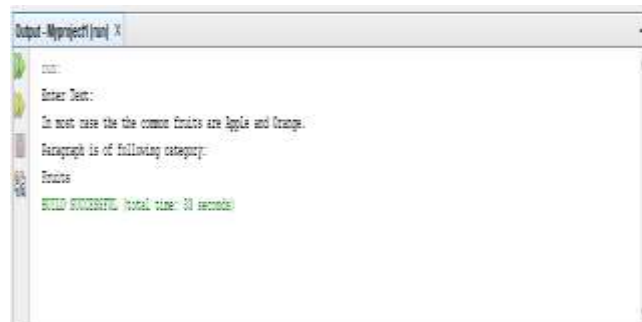 Output - Myproject1 (run) X
run:
Enter Text:
In most case the the common fruits are Apple and Orange.
Paragraph is of following category:
Fruits
BUILD SUCCESSFUL (total time: seconds)